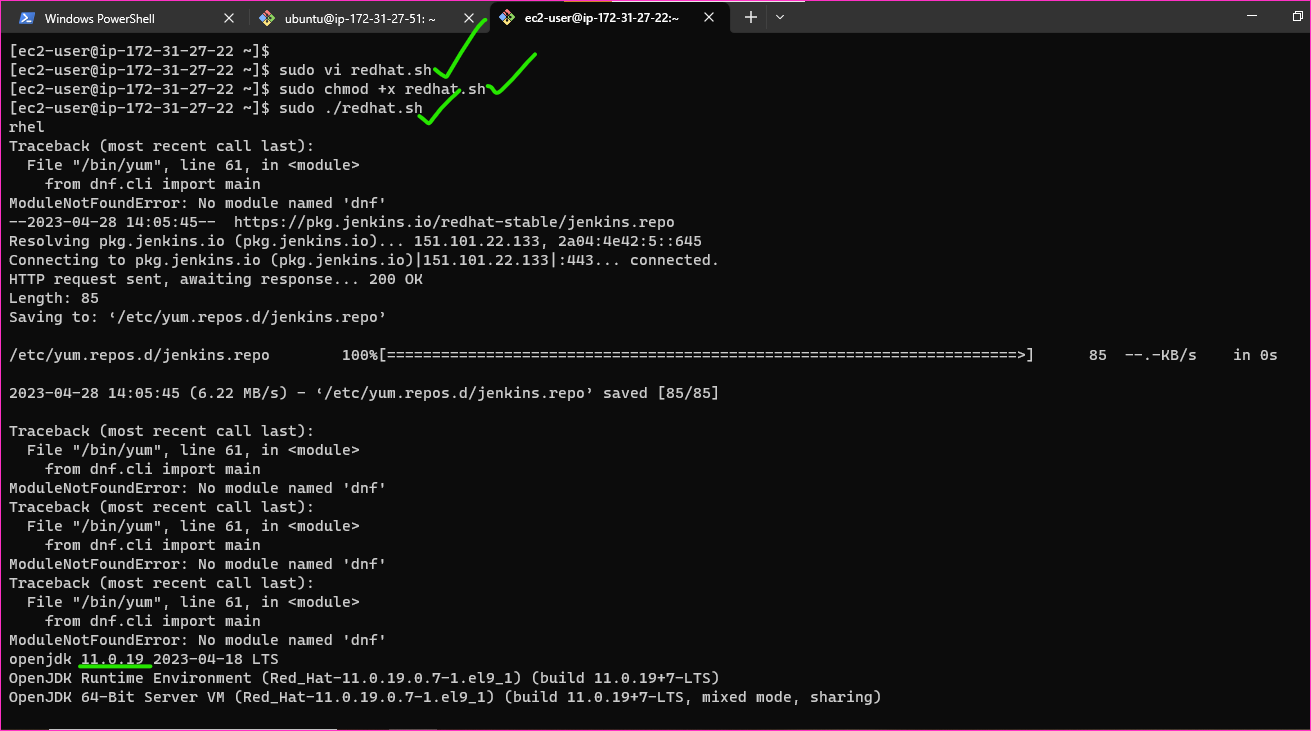 Windows PowerShell
ubuntu@ip-172-31-27-51: ~
ec2-user@ip-172-31-27-22:~
[ec2-user@ip-172-31-27-22 ~]$
[ec2-user@ip-172-31-27-22 ~]$ sudo vi redhat.sh
[ec2-user@ip-172-31-27-22 ~]$ sudo chmod +x redhat.sh
[ec2-user@ip-172-31-27-22 ~]$ sudo ./redhat.sh
rhel
Traceback (most recent call last):
  File "/bin/yum", line 61, in <module>
    from dnf.cli import main
ModuleNotFoundError: No module named 'dnf'
--2023-04-28 14:05:45--  https://pkg.jenkins.io/redhat-stable/jenkins.repo
Resolving pkg.jenkins.io (pkg.jenkins.io)... 151.101.22.133, 2a04:4e42:5::645
Connecting to pkg.jenkins.io (pkg.jenkins.io)|151.101.22.133|:443... connected.
HTTP request sent, awaiting response... 200 OK
Length: 85
Saving to: ‘/etc/yum.repos.d/jenkins.repo’
/etc/yum.repos.d/jenkins.repo        100%[======================================================================>]      85  --.-KB/s    in 0s
2023-04-28 14:05:45 (6.22 MB/s) - ‘/etc/yum.repos.d/jenkins.repo’ saved [85/85]
Traceback (most recent call last):
  File "/bin/yum", line 61, in <module>
    from dnf.cli import main
ModuleNotFoundError: No module named 'dnf'
Traceback (most recent call last):
  File "/bin/yum", line 61, in <module>
    from dnf.cli import main
ModuleNotFoundError: No module named 'dnf'
Traceback (most recent call last):
  File "/bin/yum", line 61, in <module>
    from dnf.cli import main
ModuleNotFoundError: No module named 'dnf'
openjdk 11.0.19 2023-04-18 LTS
OpenJDK Runtime Environment (Red_Hat-11.0.19.0.7-1.el9_1) (build 11.0.19+7-LTS)
OpenJDK 64-Bit Server VM (Red_Hat-11.0.19.0.7-1.el9_1) (build 11.0.19+7-LTS, mixed mode, sharing)